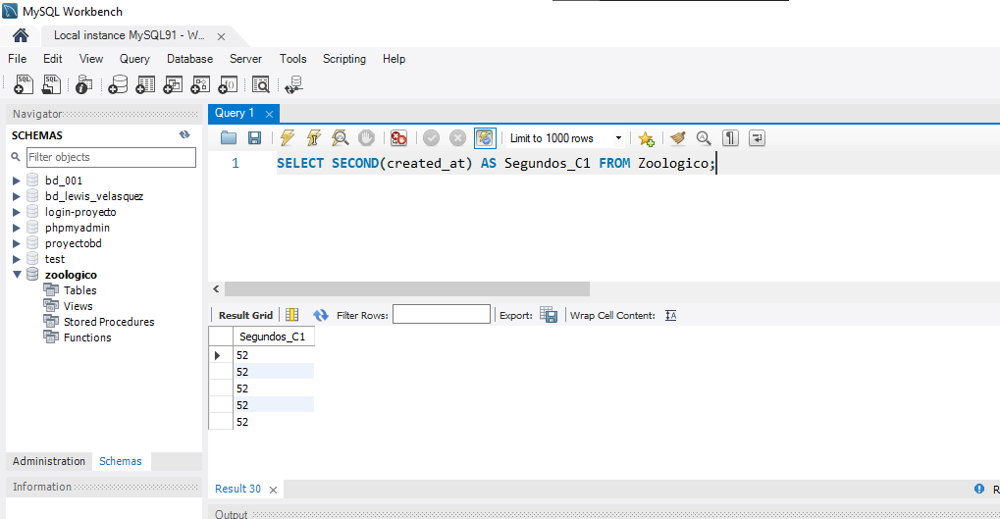 MySQL Workbench
Local instance MySQL91 - W...
File Edit View Query Database Server Tools Scripting Help
SQL SQL
Navigator
SCHEMAS
Filter objects
bd_001
bd_lewis_velasquez
login-proyecto
phpmyadmin
proyectobd
test
zoologico
Tables
Views
Stored Procedures
Functions
Administration Schemas
Information
Query 1
Limit to 1000 rows
1 SELECT SECOND(created_at) AS Segundos_C1 FROM Zoologico;
Result Grid Filter Rows: Export: Wrap Cell Content: IA
Segundos_C1
52
52
52
52
52
Result 30
R
Output